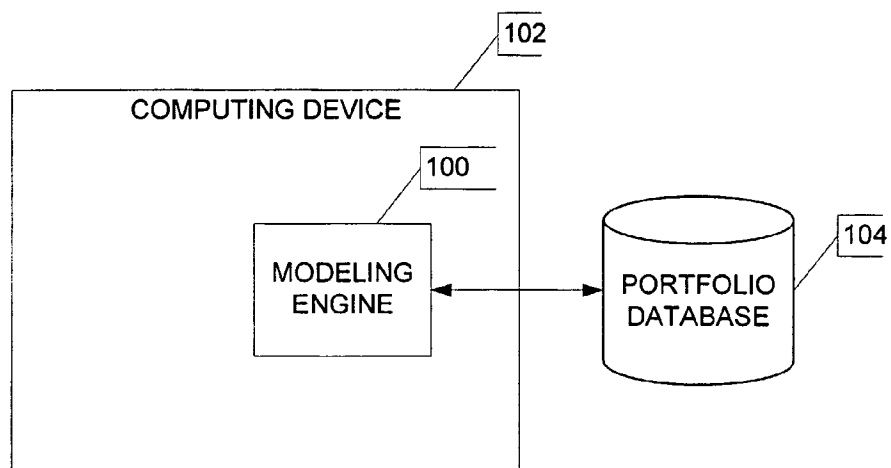 102
COMPUTING DEVICE
100
MODELING
ENGINE
104
PORTFOLIO
DATABASE